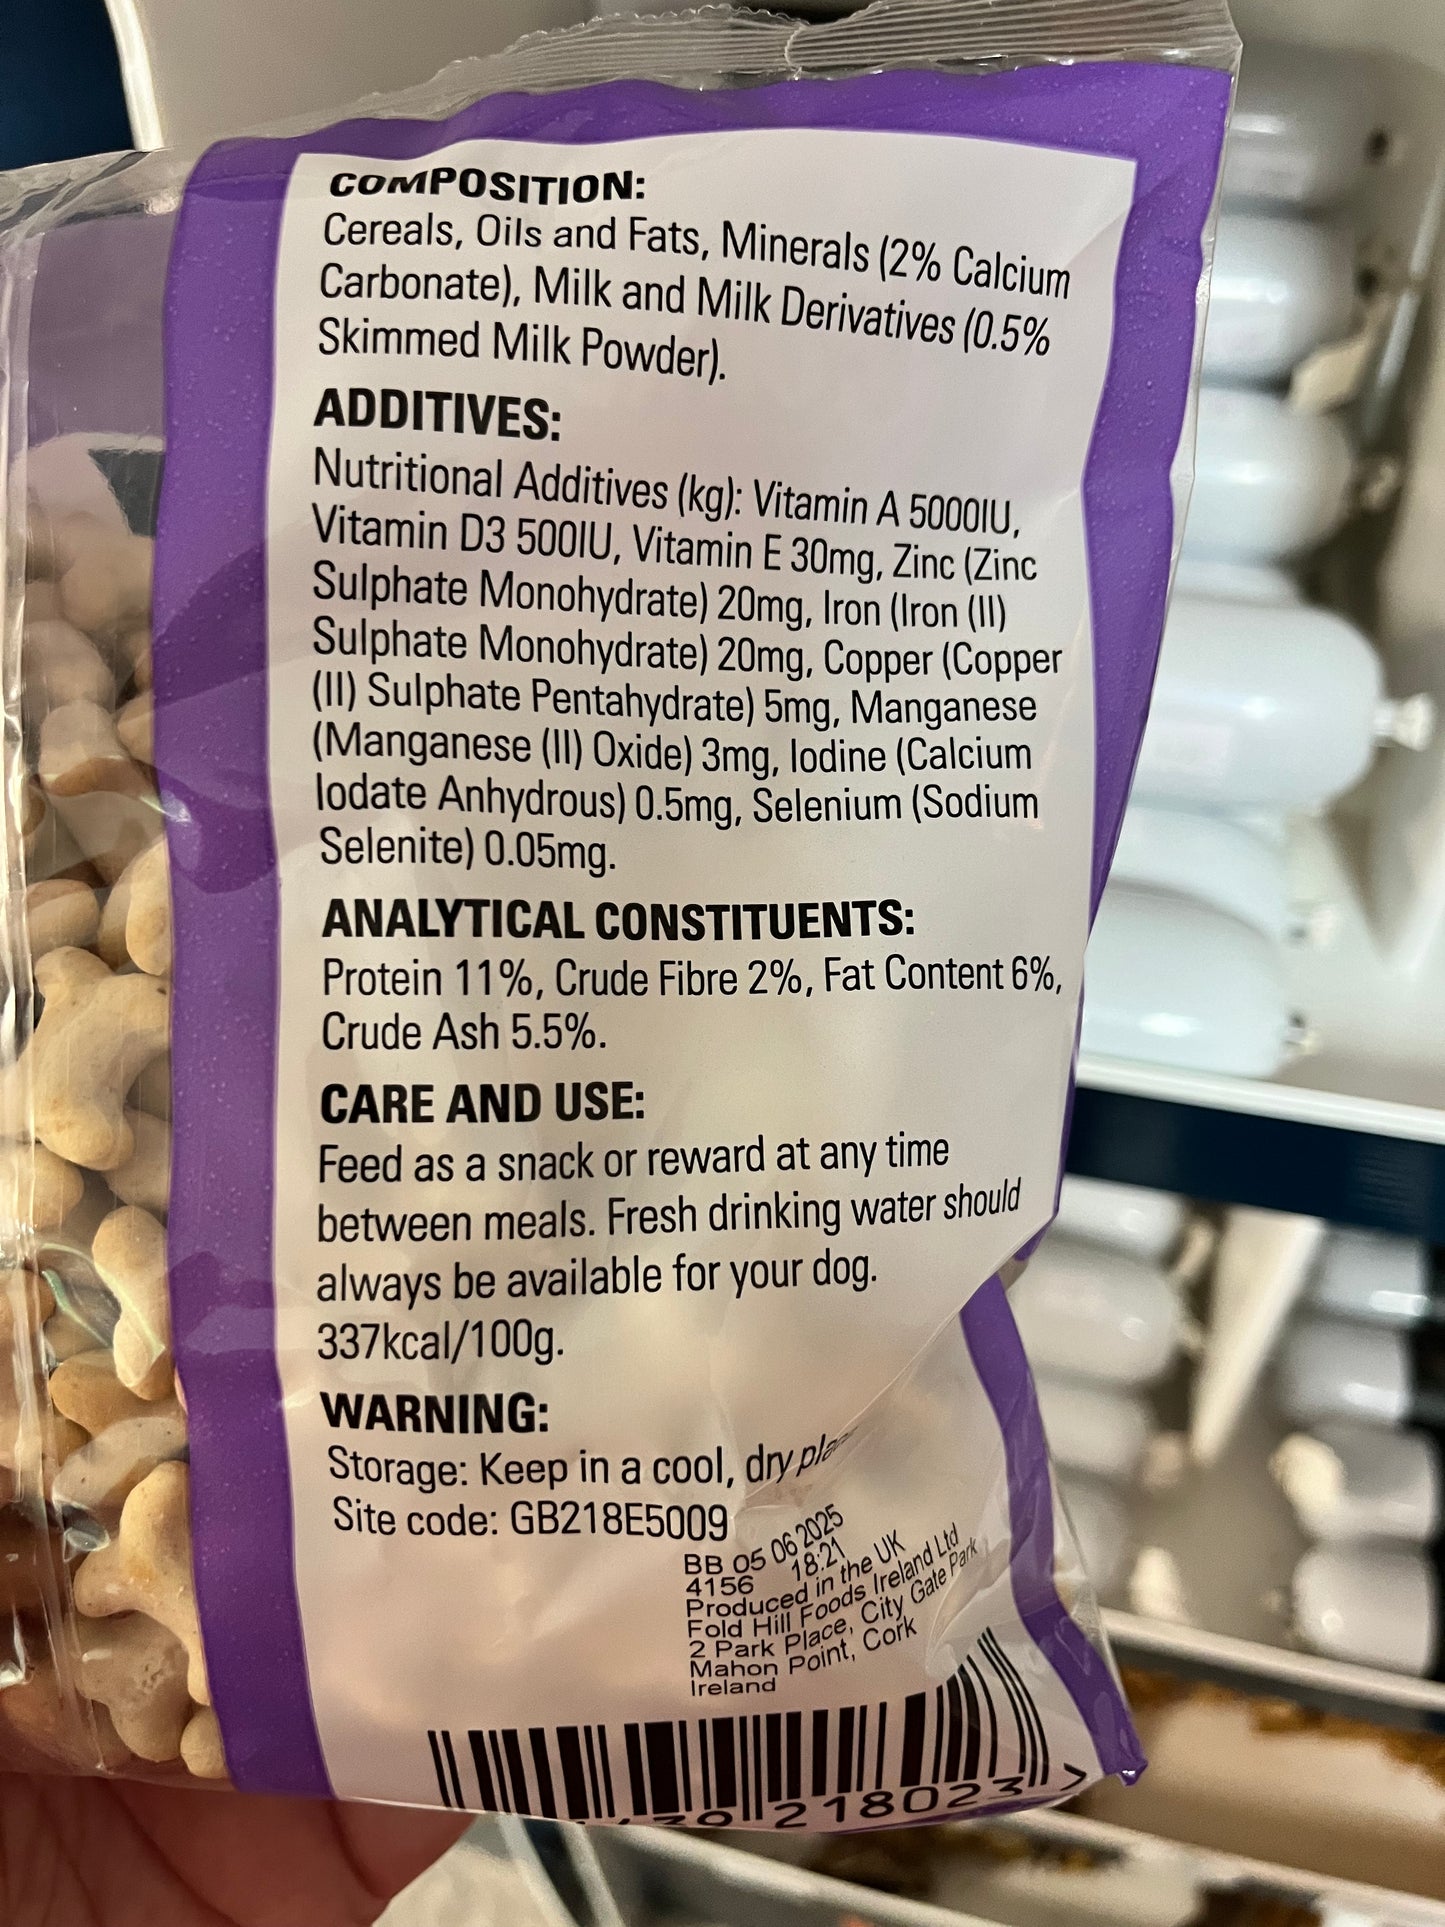 COMPOSITION:
Cereals, Oils and Fats, Minerals (2% Calcium
Carbonate), Milk and Milk Derivatives (0.5%
Skimmed Milk Powder).
ADDITIVES:
Nutritional Additives (kg): Vitamin A 5000IU,
Vitamin D3 500IU, Vitamin E 30mg, Zinc (Zinc
Sulphate Monohydrate) 20mg, Iron (Iron (II)
Sulphate Monohydrate) 20mg, Copper (Copper
(II) Sulphate Pentahydrate) 5mg, Manganese
(Manganese (II) Oxide) 3mg, Iodine (Calcium
Iodate Anhydrous) 0.5mg, Selenium (Sodium
Selenite) 0.05mg.
ANALYTICAL CONSTITUENTS:
Protein 11%, Crude Fibre 2%, Fat Content 6%,
Crude Ash 5.5%.
CARE AND USE:
Feed as a snack or reward at any time
between meals. Fresh drinking water should
always be available for your dog.
337kcal/100g.
WARNING:
Storage: Keep in a cool, dry
Site code: GB218E5009
BB 05 06 2025
4156 18:21
Produced in the UK
Fold Hill Foods Ireland Ltd
2 Park Place, City Gate Park
Mahon Point, Cork
Ireland
218023 >